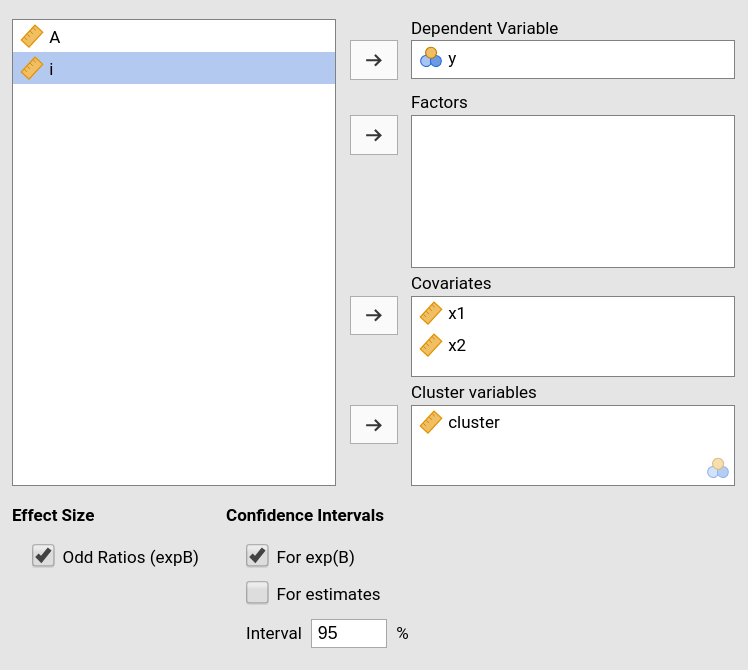 A
i
Dependent Variable
y
Factors
Covariates
x1
x2
Cluster variables
cluster
Effect Size
Odd Ratios (expB)
Confidence Intervals
For exp(B)
For estimates
Interval 95 %